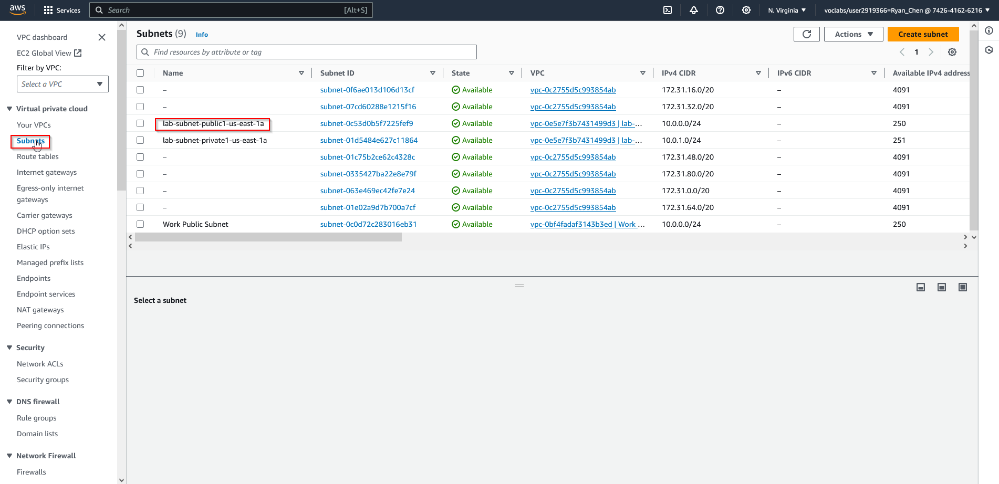 aws
Services
Search [Alt+S]
N. Virginia
voclabs/user2919366=Ryan_Chen @ 7426-4162-6216
VPC dashboard
EC2 Global View
Filter by VPC:
Select a VPC
Virtual private cloud
Your VPCs
Subnets
Route tables
Internet gateways
Egress-only internet
gateways
Carrier gateways
DHCP option sets
Elastic IPs
Managed prefix lists
Endpoints
Endpoint services
NAT gateways
Peering connections
Security
Network ACLs
Security groups
DNS firewall
Rule groups
Domain lists
Network Firewall
Firewalls
Subnets (9) Info
Actions
Create subnet
Find resources by attribute or tag
1
Name Subnet ID State VPC IPv4 CIDR IPv6 CIDR Available IPv4 address
– subnet-0f6ae013d106d13cf Available vpc-0c2755d5c993854ab 172.31.16.0/20 – 4091
– subnet-07cd60288e1215f16 Available vpc-0c2755d5c993854ab 172.31.32.0/20 – 4091
lab-subnet-public1-us-east-1a subnet-0c53d0b5f7225fef9 Available vpc-0e5e7f3b7431499d3 | lab-... 10.0.0.0/24 – 250
lab-subnet-private1-us-east-1a subnet-01d5484e627c11864 Available vpc-0e5e7f3b7431499d3 | lab-... 10.0.1.0/24 – 251
– subnet-01c75b2ce62c4328c Available vpc-0c2755d5c993854ab 172.31.48.0/20 – 4091
– subnet-0335427ba22e8e79f Available vpc-0c2755d5c993854ab 172.31.80.0/20 – 4091
– subnet-063e469ec42fe7e24 Available vpc-0c2755d5c993854ab 172.31.0.0/20 – 4091
– subnet-01e02a9d7b700a7cf Available vpc-0c2755d5c993854ab 172.31.64.0/20 – 4091
Work Public Subnet subnet-0c0d72c283016eb31 Available vpc-0bf4fadaf3143b3ed | Work ... 10.0.0.0/24 – 250
Select a subnet